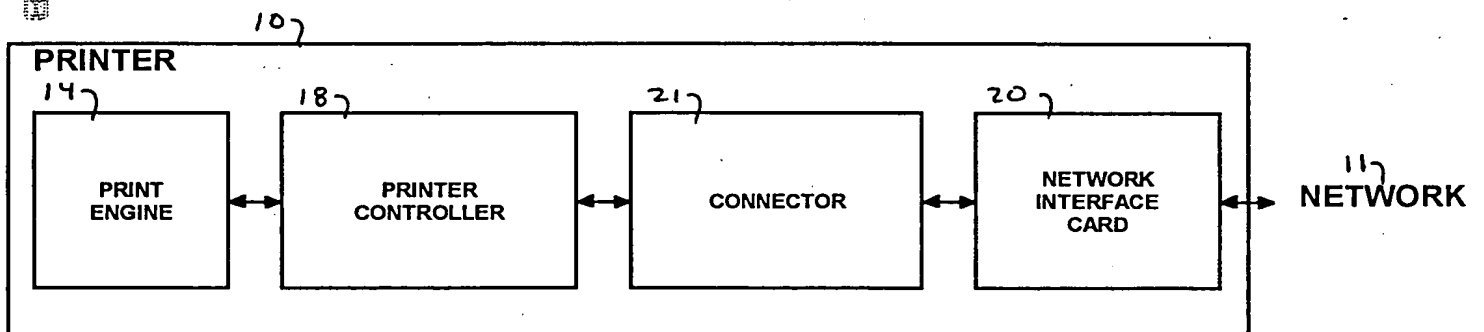 10
PRINTER
14
18
21
20
11
PRINT
ENGINE
PRINTER
CONTROLLER
CONNECTOR
NETWORK
INTERFACE
CARD
NETWORK